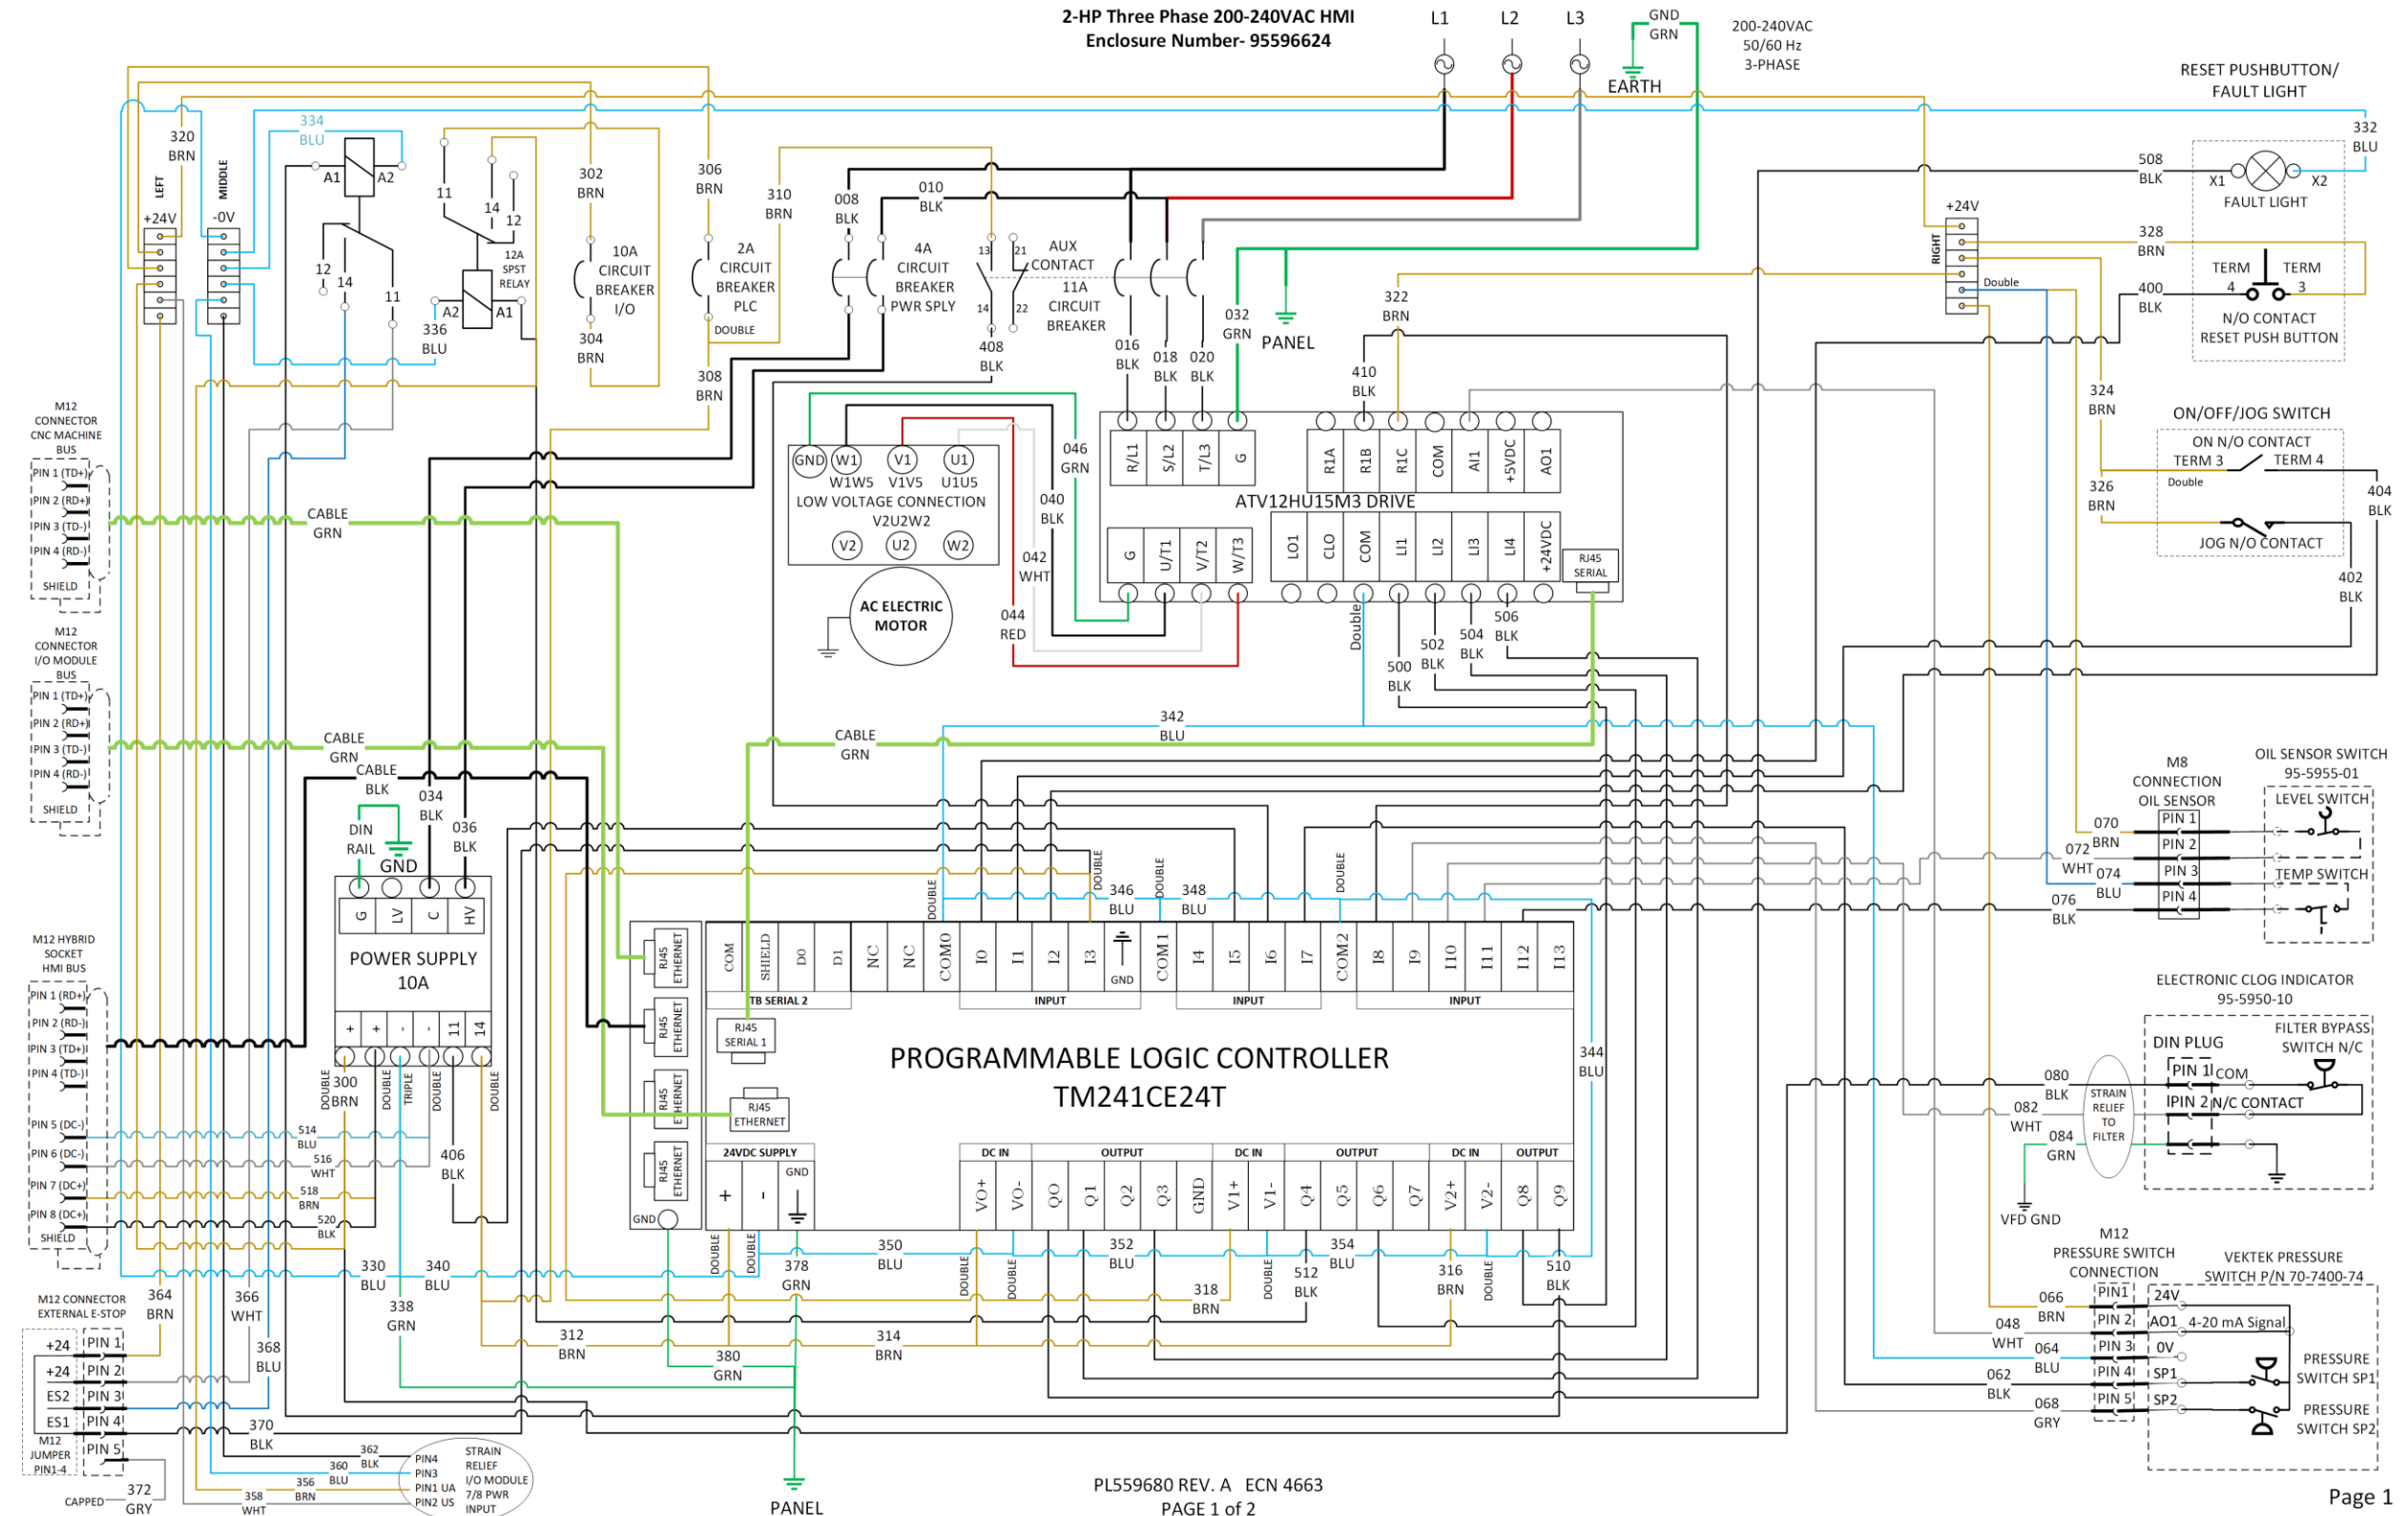 2-HP Three Phase 200-240VAC HMI
Enclosure Number- 95596624
L1
L2
L3
GND
GRN
EARTH
200-240VAC
50/60 Hz
3-PHASE
RESET PUSHBUTTON/
FAULT LIGHT
332
BLU
508
BLK
X1
X2
FAULT LIGHT
328
BRN
TERM
4
TERM
3
400
BLK
N/O CONTACT
RESET PUSH BUTTON
+24V
RIGHT
Double
320
BRN
334
BLU
LEFT
MIDDLE
+24V
-0V
A1
A2
12
14
11
11
14
12
12A
SPST
RELAY
A2
A1
336
BLU
302
BRN
10A
CIRCUIT
BREAKER
I/O
304
BRN
306
BRN
2A
CIRCUIT
BREAKER
PLC
DOUBLE
308
BRN
310
BRN
008
BLK
010
BLK
4A
CIRCUIT
BREAKER
PWR SPLY
13
21
14
22
AUX
CONTACT
11A
CIRCUIT
BREAKER
408
BLK
016
BLK
018
BLK
020
BLK
032
GRN
PANEL
322
BRN
410
BLK
324
BRN
326
BRN
ON/OFF/JOG SWITCH
ON N/O CONTACT
TERM 3
TERM 4
Double
JOG N/O CONTACT
404
BLK
402
BLK
M12
CONNECTOR
CNC MACHINE
BUS
PIN 1 (TD+)
PIN 2 (RD+)
PIN 3 (TD-)
PIN 4 (RD-)
SHIELD
CABLE
GRN
M12
CONNECTOR
I/O MODULE
BUS
PIN 1 (TD+)
PIN 2 (RD+)
PIN 3 (TD-)
PIN 4 (RD-)
SHIELD
CABLE
GRN
CABLE
BLK
GND
W1
V1
U1
W1W5
V1V5
U1U5
LOW VOLTAGE CONNECTION
V2U2W2
V2
U2
W2
AC ELECTRIC
MOTOR
046
GRN
040
BLK
042
WHT
044
RED
R/L1
S/L2
T/L3
G
R1A
R1B
R1C
COM
AI1
+5VDC
AO1
ATV12HU15M3 DRIVE
G
U/T1
V/T2
W/T3
LO1
CLO
COM
LI1
LI2
LI3
LI4
+24VDC
RJ45
SERIAL
Double
500
BLK
502
BLK
504
BLK
506
BLK
342
BLU
CABLE
GRN
034
BLK
036
BLK
DIN
RAIL
GND
G
LV
C
HV
POWER SUPPLY
10A
+
+
-
-
11
14
DOUBLE
300
BRN
DOUBLE
TRIPLE
DOUBLE
DOUBLE
406
BLK
M12 HYBRID
SOCKET
HMI BUS
PIN 1 (RD+)
PIN 2 (RD-)
PIN 3 (TD+)
PIN 4 (TD-)
PIN 5 (DC-)
PIN 6 (DC-)
PIN 7 (DC+)
PIN 8 (DC+)
SHIELD
514
BLU
516
WHT
518
BRN
520
BLK
DOUBLE
346
BLU
DOUBLE
DOUBLE
348
BLU
DOUBLE
RJ45
ETHERNET
RJ45
ETHERNET
RJ45
ETHERNET
RJ45
ETHERNET
GND
COM
SHIELD
D0
D1
NC
NC
COM0
I0
I1
I2
I3
GND
COM1
I4
I5
I6
I7
COM2
I8
I9
I10
I11
I12
I13
TB SERIAL 2
INPUT
INPUT
INPUT
RJ45
SERIAL 1
RJ45
ETHERNET
PROGRAMMABLE LOGIC CONTROLLER
TM241CE24T
344
BLU
24VDC SUPPLY
DC IN
OUTPUT
DC IN
OUTPUT
DC IN
OUTPUT
+
-
GND
VO+
VO-
QO
Q1
Q2
Q3
GND
V1+
V1-
Q4
Q5
Q6
Q7
V2+
V2-
Q8
Q9
DOUBLE
DOUBLE
378
GRN
350
BLU
DOUBLE
DOUBLE
352
BLU
318
BRN
DOUBLE
512
BLK
354
BLU
316
BRN
DOUBLE
510
BLK
312
BRN
380
GRN
314
BRN
330
BLU
340
BLU
338
GRN
364
BRN
366
WHT
368
BLU
M12 CONNECTOR
EXTERNAL E-STOP
+24
PIN 1
+24
PIN 2
ES2
PIN 3
ES1
PIN 4
PIN 5
M12
JUMPER
PIN1-4
370
BLK
CAPPED
372
GRY
362
BLK
360
BLU
356
BRN
358
WHT
PIN4
PIN3
PIN1 UA
PIN2 US
STRAIN
RELIEF
I/O MODULE
7/8 PWR
INPUT
PANEL
M8
CONNECTION
OIL SENSOR
OIL SENSOR SWITCH
95-5955-01
LEVEL SWITCH
PIN 1
PIN 2
PIN 3
PIN 4
TEMP SWITCH
070
BRN
072
WHT
074
BLU
076
BLK
ELECTRONIC CLOG INDICATOR
95-5950-10
FILTER BYPASS
SWITCH N/C
DIN PLUG
PIN 1
COM
PIN 2
N/C CONTACT
080
BLK
082
WHT
084
GRN
STRAIN
RELIEF
TO
FILTER
VFD GND
M12
PRESSURE SWITCH
CONNECTION
VEKTEK PRESSURE
SWITCH P/N 70-7400-74
PIN1
24V
PIN 2
AO1
4-20 mA Signal
PIN 3
0V
PIN 4
SP1
PIN 5
SP2
PRESSURE
SWITCH SP1
PRESSURE
SWITCH SP2
066
BRN
048
WHT
064
BLU
062
BLK
068
GRY
PL559680 REV. A ECN 4663
PAGE 1 of 2
Page 1